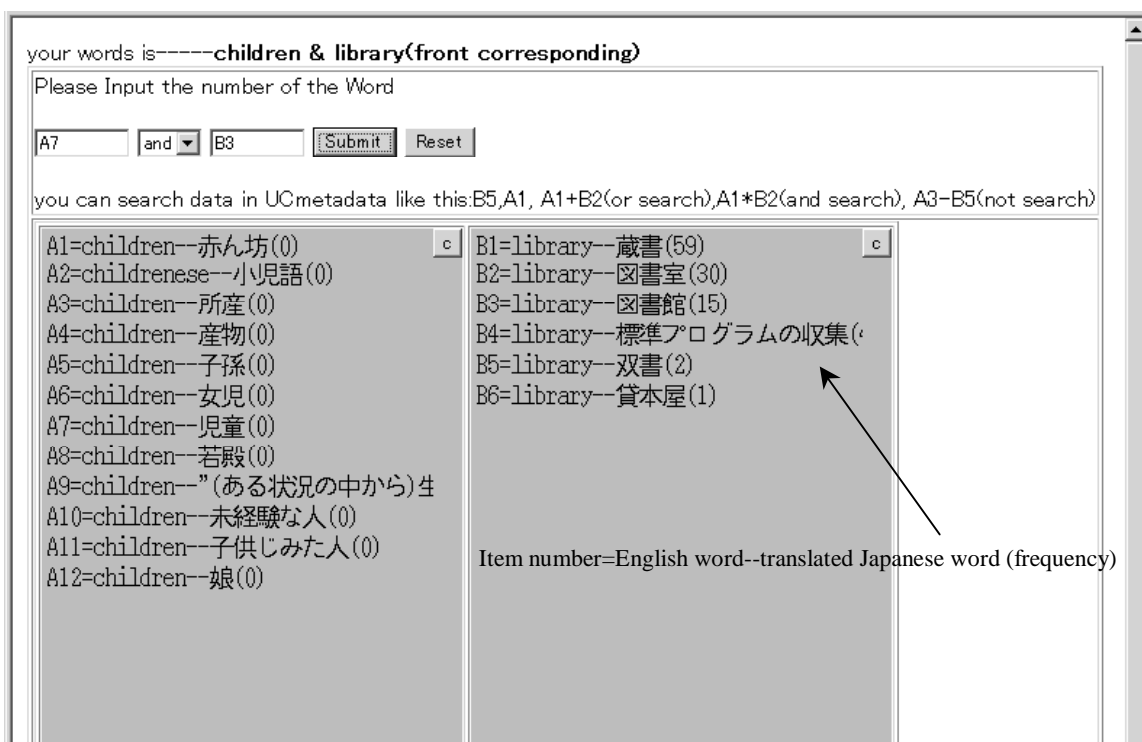 your words is-----children & library(front corresponding)
Please Input the number of the Word
A7 and B3 Submit Reset
you can search data in UCmetadata like this:B5,A1, A1+B2(or search),A1*B2(and search), A3-B5(not search)
c
A1=children--赤ん坊(0)
A2=childrenese--小児語(0)
A3=children--所産(0)
A4=children--産物(0)
A5=children--子孫(0)
A6=children--女児(0)
A7=children--児童(0)
A8=children--若殿(0)
A9=children--”(ある状況の中から)生
A10=children--未経験な人(0)
A11=children--子供じみた人(0)
A12=children--娘(0)
c
B1=library--蔵書(59)
B2=library--図書室(30)
B3=library--図書館(15)
B4=library--標準プログラムの収集(
B5=library--双書(2)
B6=library--貸本屋(1)
Item number=English word--translated Japanese word (frequency)